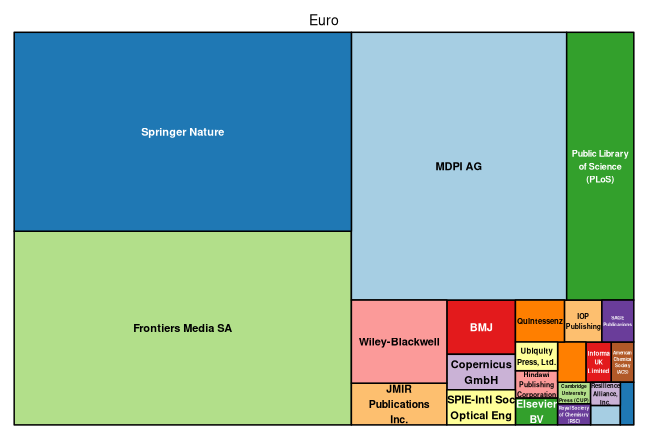 Euro
Springer Nature
MDPI AG
Public Library
of Science
(PLoS)
Frontiers Media SA
Wiley-Blackwell
JMIR
Publications
Inc.
BMJ
Copernicus
GmbH
SPIE-Intl Soc
Optical Eng
Quintessenz
IOP
Publishing
SAGE
Publications
Ubiquity
Press, Ltd.
Hindawi
Publishing
Corporation
Elsevier
BV
Informa
UK
Limited
American
Chemical
Society
(ACS)
Cambridge
University
Press (CUP)
Royal Society
of Chemistry
(RSC)
Resilience
Alliance,
Inc.